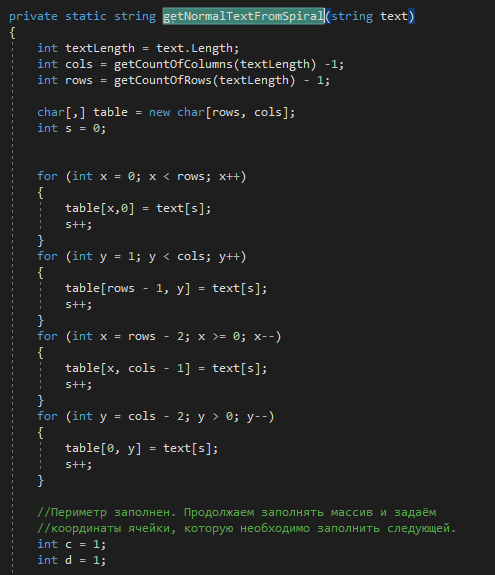 private static string getNormalTextFromSpiral(string text)
{
int textLength = text.Length;
int cols = getCountOfColumns(textLength) -1;
int rows = getCountOfRows(textLength) - 1;
char[,] table = new char[rows, cols];
int s = 0;
for (int x = 0; x < rows; x++)
{
table[x,0] = text[s];
s++;
}
for (int y = 1; y < cols; y++)
{
table[rows - 1, y] = text[s];
s++;
}
for (int x = rows - 2; x >= 0; x--)
{
table[x, cols - 1] = text[s];
s++;
}
for (int y = cols - 2; y > 0; y--)
{
table[0, y] = text[s];
s++;
}
//Периметр заполнен. Продолжаем заполнять массив и задаём
//координаты ячейки, которую необходимо заполнить следующей.
int c = 1;
int d = 1;